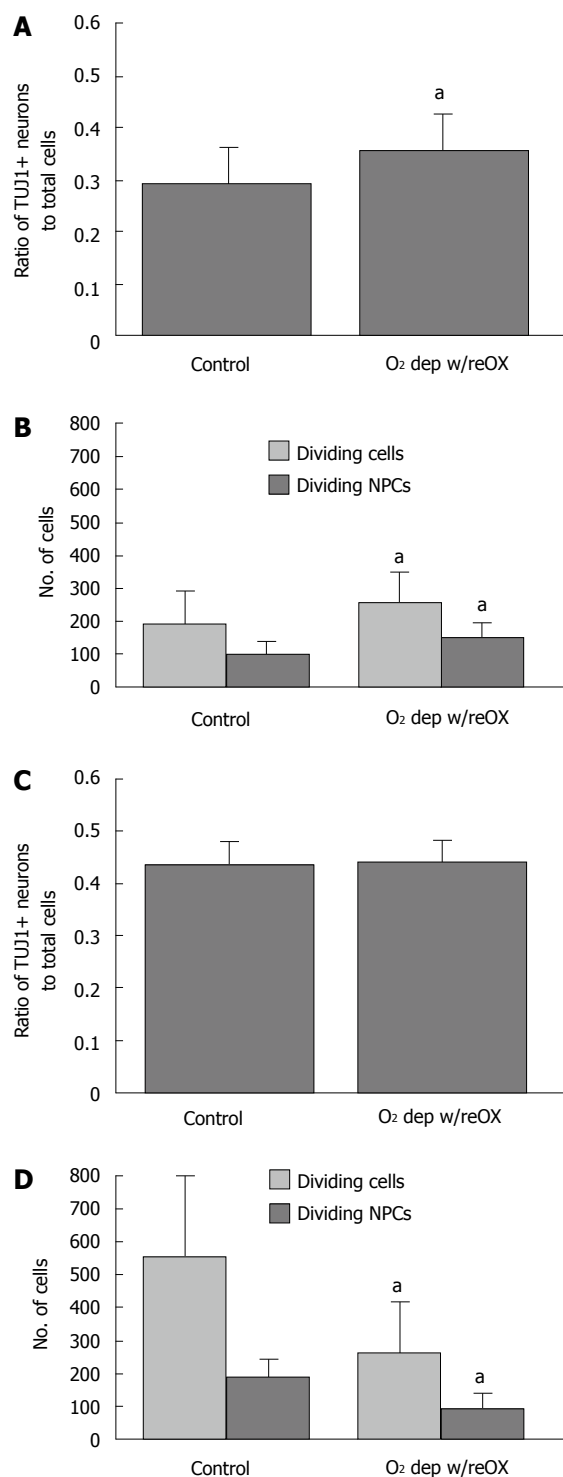 A
Ratio of TUJ1+ neurons
to total cells
0.6
0.5
0.4
0.3
0.2
0.1
0
a
Control
O₂ dep w/reOX
B
No. of cells
800
700
600
500
400
300
200
100
0
Dividing cells
Dividing NPCs
a
a
Control
O₂ dep w/reOX
C
Ratio of TUJ1+ neurons
to total cells
0.6
0.5
0.4
0.3
0.2
0.1
0
Control
O₂ dep w/reOX
D
No. of cells
800
700
600
500
400
300
200
100
0
Dividing cells
Dividing NPCs
a
a
Control
O₂ dep w/reOX